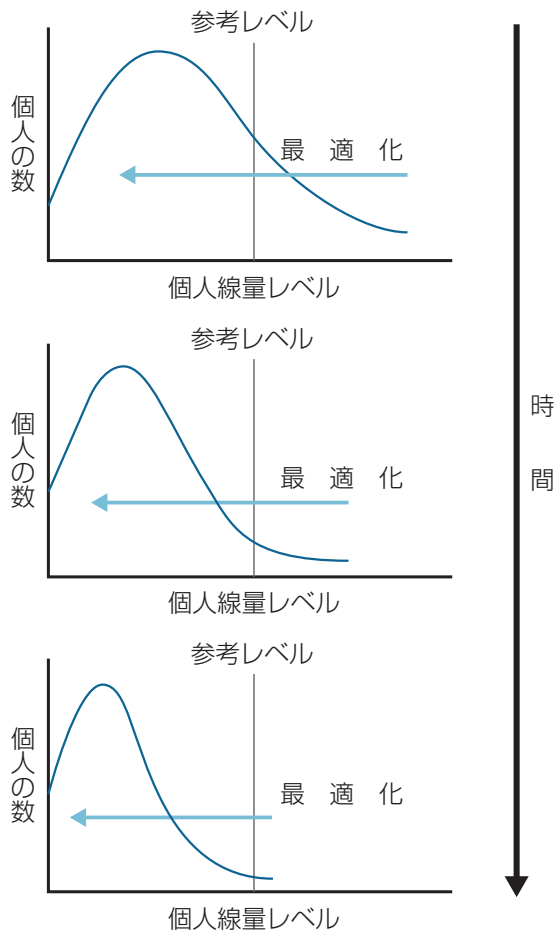 参考レベル
個人の数
最 適 化
個人線量レベル
参考レベル
個人の数
最 適 化
個人線量レベル
参考レベル
個人の数
最 適 化
個人線量レベル
時 間